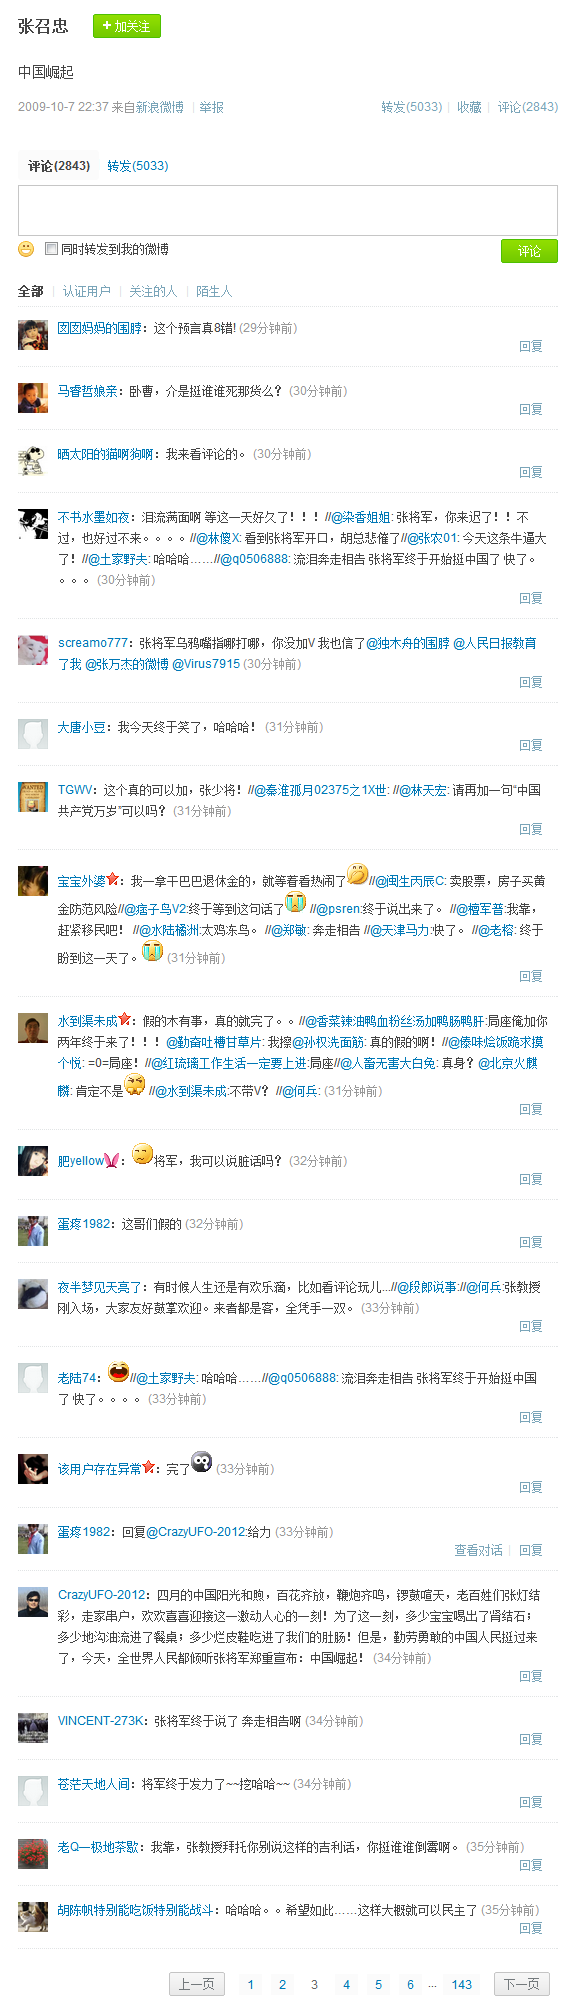 张召忠 + 加关注
中国崛起
2009-10-7 22:37 来自新浪微博 | 举报 转发(5033) | 收藏 | 评论(2843)
评论(2843) 转发(5033)
同时转发到我的微博 评论
全部 | 认证用户 | 关注的人 | 陌生人
囡囡妈妈的围脖：这个预言真8错! (29分钟前)
回复
马睿哲娘亲：卧曹，介是挺谁谁死那货么？ (30分钟前)
回复
晒太阳的猫啊狗啊：我来看评论的。 (30分钟前)
回复
不书水墨如夜：泪流满面啊 等这一天好久了！！！//@染香姐姐: 张将军，你来迟了！！不
过，也好过不来。。。。//@林傻X: 看到张将军开口，胡总悲催了//@张农01: 今天这条牛逼大
了！//@土家野夫: 哈哈哈……//@q0506888: 流泪奔走相告 张将军终于开始挺中国了 快了。
。。。。 (30分钟前)
回复
screamo777：张将军乌鸦嘴指哪打哪，你没加V 我也信了@独木舟的围脖 @人民日报教育
了我 @张万杰的微博 @Virus7915 (30分钟前)
回复
大唐小豆：我今天终于笑了，哈哈哈！ (31分钟前)
回复
TGWV：这个真的可以加，张少将！//@秦淮孤月02375之1X世: //@林天宏: 请再加一句“中国
共产党万岁”可以吗？ (31分钟前)
回复
宝宝外婆：我一拿干巴巴退休金的，就等着看热闹了//@闽生丙辰C: 卖股票，房子买黄
金防范风险//@痞子鸟V2:终于等到这句话了 //@psren:终于说出来了。 //@檀军普:我靠，
赶紧移民吧！ //@水陆橘洲:太鸡冻鸟。 //@郑敏: 奔走相告 //@天津马力:快了。 //@老榕: 终于
盼到这一天了。 (31分钟前)
回复
水到渠未成：假的木有事，真的就完了。。//@香菜辣油鸭血粉丝汤加鸭肠鸭肝:局座俺加你
两年终于来了！！！ @勤奋吐槽甘草片: 我擦@孙权洗面筋: 真的假的啊！//@傣味烩饭跪求摸
个悦: =0=局座！//@红琉璃工作生活一定要上进:局座//@人畜无害大白兔: 真身？@北京火麒
麟: 肯定不是 //@水到渠未成:不带V？ //@何兵: (31分钟前)
回复
肥yellow：将军，我可以说脏话吗？ (32分钟前)
回复
蛋疼1982：这哥们假的 (32分钟前)
回复
夜半梦见天亮了：有时候人生还是有欢乐滴，比如看评论玩儿...//@段郎说事://@何兵:张教授
刚入场，大家友好鼓掌欢迎。来者都是客，全凭手一双。 (33分钟前)
回复
老陆74：//@土家野夫: 哈哈哈……//@q0506888: 流泪奔走相告 张将军终于开始挺中国
了 快了。。。。 (33分钟前)
回复
该用户存在异常：完了 (33分钟前)
回复
蛋疼1982：回复@CrazyUFO-2012:给力 (33分钟前)
查看对话 | 回复
CrazyUFO-2012：四月的中国阳光和煦，百花齐放，鞭炮齐鸣，锣鼓喧天，老百姓们张灯结
彩，走家串户，欢欢喜喜迎接这一激动人心的一刻！为了这一刻，多少宝宝喝出了肾结石；
多少地沟油流进了餐桌；多少烂皮鞋吃进了我们的肚肠！但是，勤劳勇敢的中国人民挺过来
了，今天，全世界人民都倾听张将军郑重宣布：中国崛起！ (34分钟前)
回复
VINCENT-273K：张将军终于说了 奔走相告啊 (34分钟前)
回复
苍茫天地人间：将军终于发力了~~挖哈哈~~ (34分钟前)
回复
老Q—极地茶歇：我靠，张教授拜托你别说这样的吉利话，你挺谁谁倒霉啊。 (35分钟前)
回复
胡陈帆特别能吃饭特别能战斗：哈哈哈。。希望如此……这样大概就可以民主了 (35分钟前)
回复
上一页 1 2 3 4 5 6 ... 143 下一页